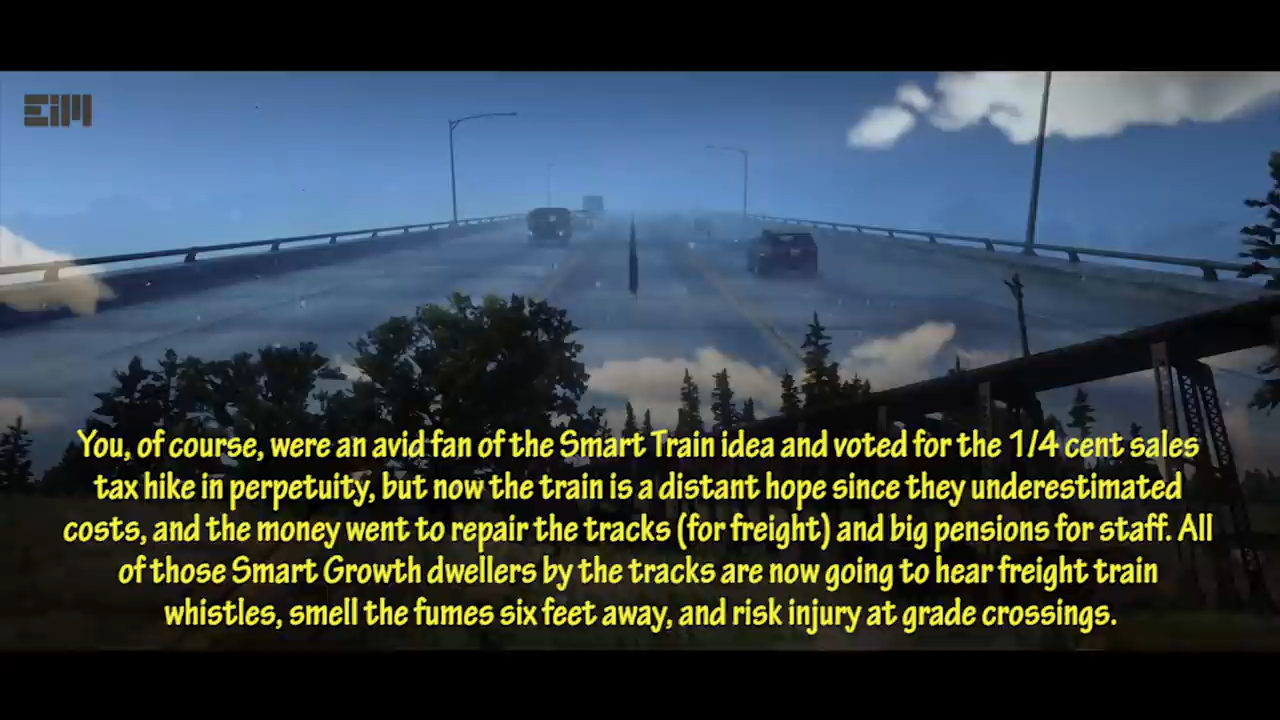 EiM
You, of course, were an avid fan of the Smart Train idea and voted for the 1/4 cent sales
tax hike in perpetuity, but now the train is a distant hope since they underestimated
costs, and the money went to repair the tracks (for freight) and big pensions for staff. All
of those Smart Growth dwellers by the tracks are now going to hear freight train
whistles, smell the fumes six feet away, and risk injury at grade crossings.